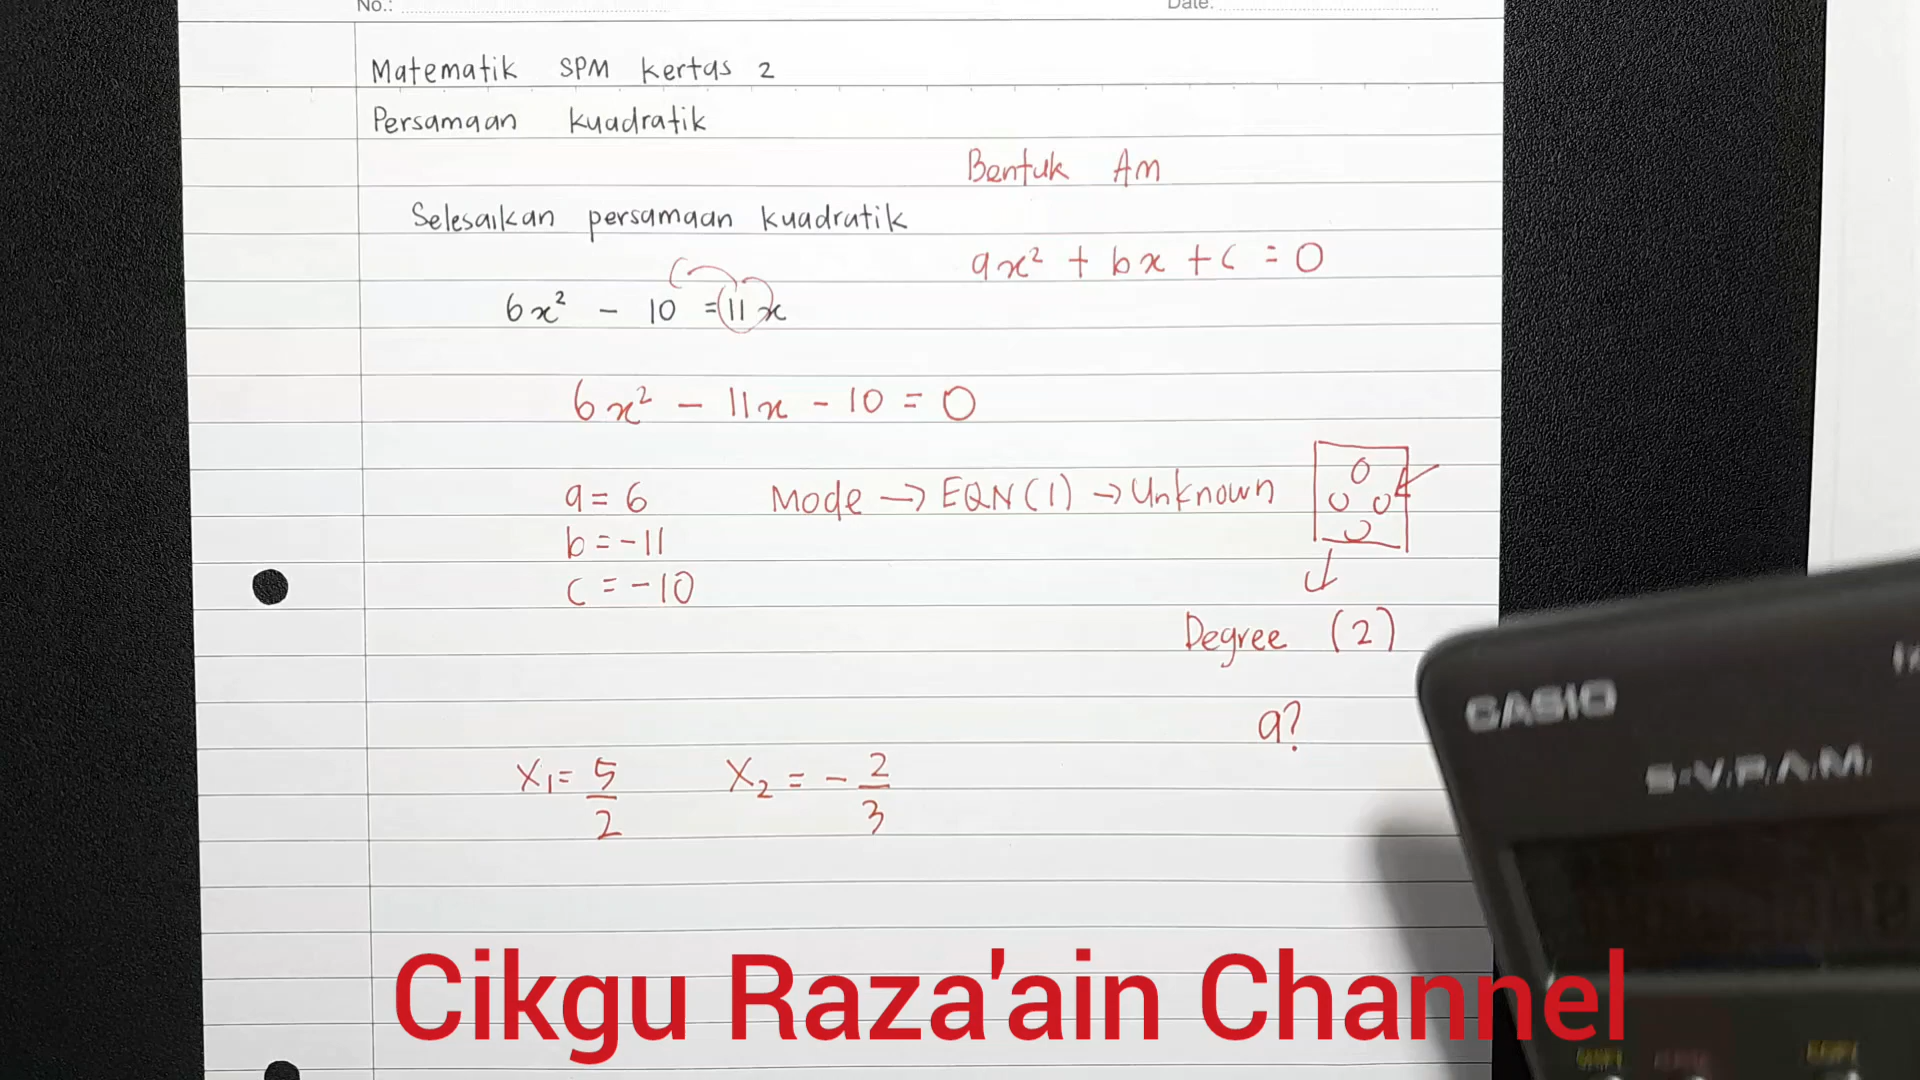 No.:
Date:
Matematik SPM kertas 2
Persamaan kuadratik
Bentuk Am
Selesaikan persamaan kuadratik
ax² + bx + c = 0
6x² - 10 = 11x
6x² - 11x - 10 = 0
a = 6
Mode → EQN(1) → Unknown
b = -11
c = -10
Degree (2)
a?
X₁ = 5/2 X₂ = -2/3
CASIO
S-V.P.A.M.
Cikgu Raza'ain Channel